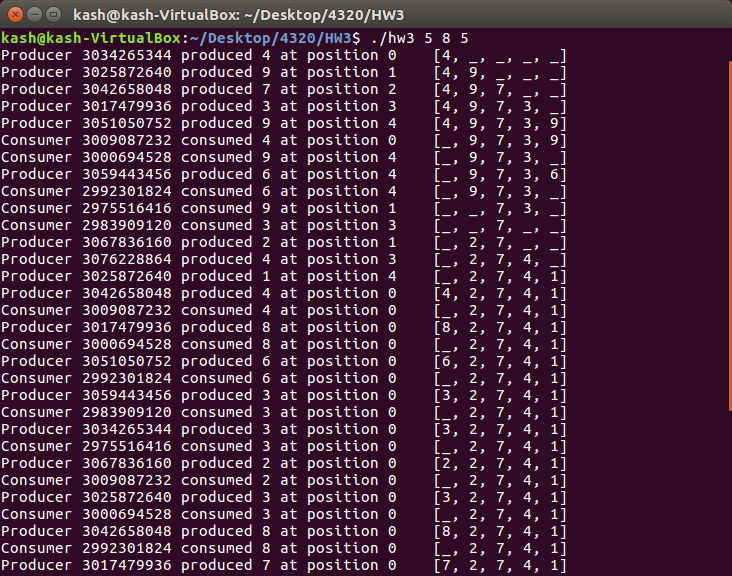 kash@kash-VirtualBox: ~/Desktop/4320/HW3
kash@kash-VirtualBox:~/Desktop/4320/HW3$ ./hw3 5 8 5
Producer 3034265344 produced 4 at position 0    [4, _, _, _, _]
Producer 3025872640 produced 9 at position 1    [4, 9, _, _, _]
Producer 3042658048 produced 7 at position 2    [4, 9, 7, _, _]
Producer 3017479936 produced 3 at position 3    [4, 9, 7, 3, _]
Producer 3051050752 produced 9 at position 4    [4, 9, 7, 3, 9]
Consumer 3009087232 consumed 4 at position 0    [_, 9, 7, 3, 9]
Consumer 3000694528 consumed 9 at position 4    [_, 9, 7, 3, _]
Producer 3059443456 produced 6 at position 4    [_, 9, 7, 3, 6]
Consumer 2992301824 consumed 6 at position 4    [_, 9, 7, 3, _]
Consumer 2975516416 consumed 9 at position 1    [_, _, 7, 3, _]
Consumer 2983909120 consumed 3 at position 3    [_, _, 7, _, _]
Producer 3067836160 produced 2 at position 1    [_, 2, 7, _, _]
Producer 3076228864 produced 4 at position 3    [_, 2, 7, 4, _]
Producer 3025872640 produced 1 at position 4    [_, 2, 7, 4, 1]
Producer 3042658048 produced 4 at position 0    [4, 2, 7, 4, 1]
Consumer 3009087232 consumed 4 at position 0    [_, 2, 7, 4, 1]
Producer 3017479936 produced 8 at position 0    [8, 2, 7, 4, 1]
Consumer 3000694528 consumed 8 at position 0    [_, 2, 7, 4, 1]
Producer 3051050752 produced 6 at position 0    [6, 2, 7, 4, 1]
Consumer 2992301824 consumed 6 at position 0    [_, 2, 7, 4, 1]
Producer 3059443456 produced 3 at position 0    [3, 2, 7, 4, 1]
Consumer 2983909120 consumed 3 at position 0    [_, 2, 7, 4, 1]
Producer 3034265344 produced 3 at position 0    [3, 2, 7, 4, 1]
Consumer 2975516416 consumed 3 at position 0    [_, 2, 7, 4, 1]
Producer 3067836160 produced 2 at position 0    [2, 2, 7, 4, 1]
Consumer 3009087232 consumed 2 at position 0    [_, 2, 7, 4, 1]
Producer 3025872640 produced 3 at position 0    [3, 2, 7, 4, 1]
Consumer 3000694528 consumed 3 at position 0    [_, 2, 7, 4, 1]
Producer 3042658048 produced 8 at position 0    [8, 2, 7, 4, 1]
Consumer 2992301824 consumed 8 at position 0    [_, 2, 7, 4, 1]
Producer 3017479936 produced 7 at position 0    [7, 2, 7, 4, 1]